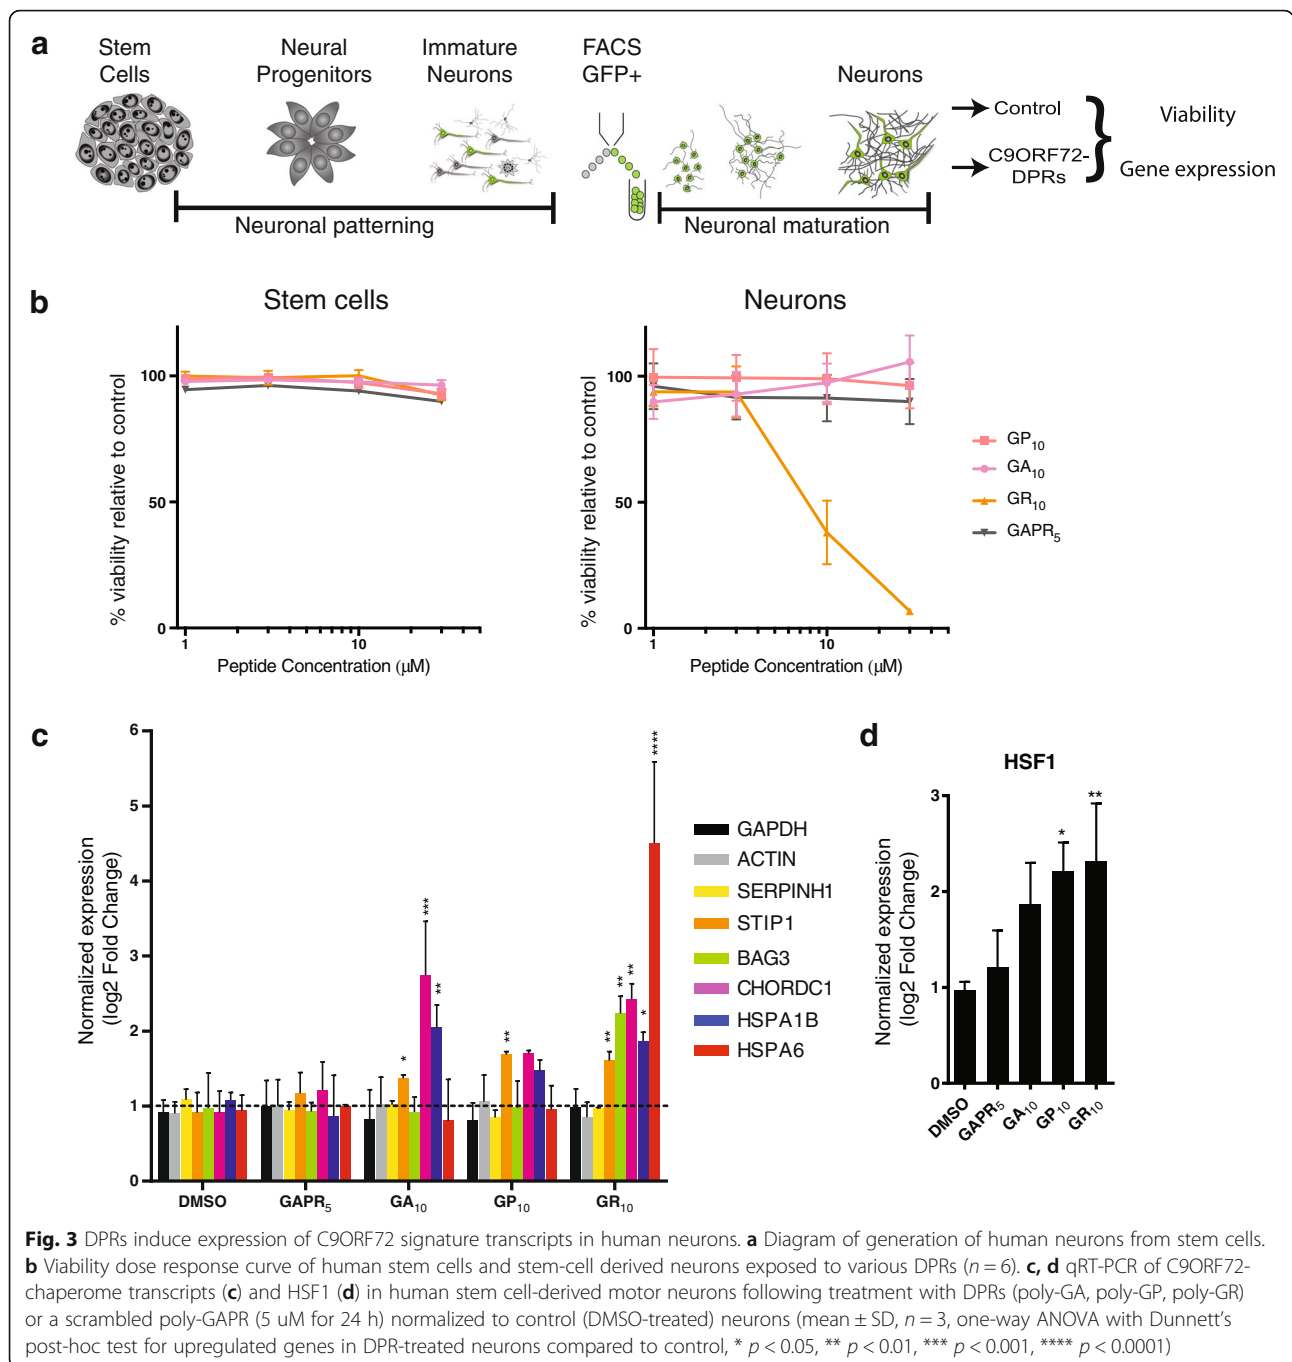 a
Stem
Cells
Neural
Progenitors
Immature
Neurons
FACS
GFP+
Neurons
Control
C9ORF72-
DPRs
Viability
Gene expression
Neuronal patterning
Neuronal maturation
b
Stem cells
% viability relative to control
100
50
0
1
10
Peptide Concentration (µM)
Neurons
% viability relative to control
100
50
0
1
10
Peptide Concentration (µM)
GP10
GA10
GR10
GAPR5
c
Normalized expression
(log2 Fold Change)
6
5
4
3
2
1
0
*
***
**
**
**
**
**
*
****
DMSO
GAPR5
GA10
GP10
GR10
GAPDH
ACTIN
SERPINH1
STIP1
BAG3
CHORDC1
HSPA1B
HSPA6
d
HSF1
Normalized expression
(log2 Fold Change)
3
2
1
0
*
**
DMSO
GAPR5
GA10
GP10
GR10
Fig. 3 DPRs induce expression of C9ORF72 signature transcripts in human neurons. a Diagram of generation of human neurons from stem cells.
b Viability dose response curve of human stem cells and stem-cell derived neurons exposed to various DPRs (n = 6). c, d qRT-PCR of C9ORF72-
chaperome transcripts (c) and HSF1 (d) in human stem cell-derived motor neurons following treatment with DPRs (poly-GA, poly-GP, poly-GR)
or a scrambled poly-GAPR (5 uM for 24 h) normalized to control (DMSO-treated) neurons (mean ± SD, n = 3, one-way ANOVA with Dunnett's
post-hoc test for upregulated genes in DPR-treated neurons compared to control, * p < 0.05, ** p < 0.01, *** p < 0.001, **** p < 0.0001)